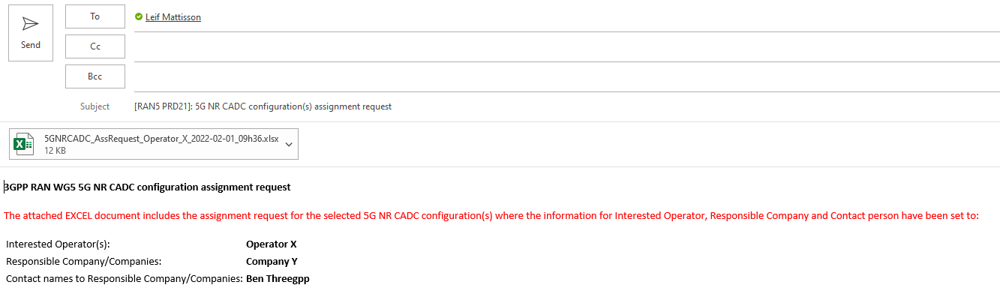 Send
To
Leif Mattisson
Cc
Bcc
Subject
[RAN5 PRD21]: 5G NR CADC configuration(s) assignment request
5GNRCADC_AssRequest_Operator_X_2022-02-01_09h36.xlsx
12 KB
3GPP RAN WG5 5G NR CADC configuration assignment request
The attached EXCEL document includes the assignment request for the selected 5G NR CADC configuration(s) where the information for Interested Operator, Responsible Company and Contact person have been set to:
Interested Operator(s): Operator X
Responsible Company/Companies: Company Y
Contact names to Responsible Company/Companies: Ben Threegpp